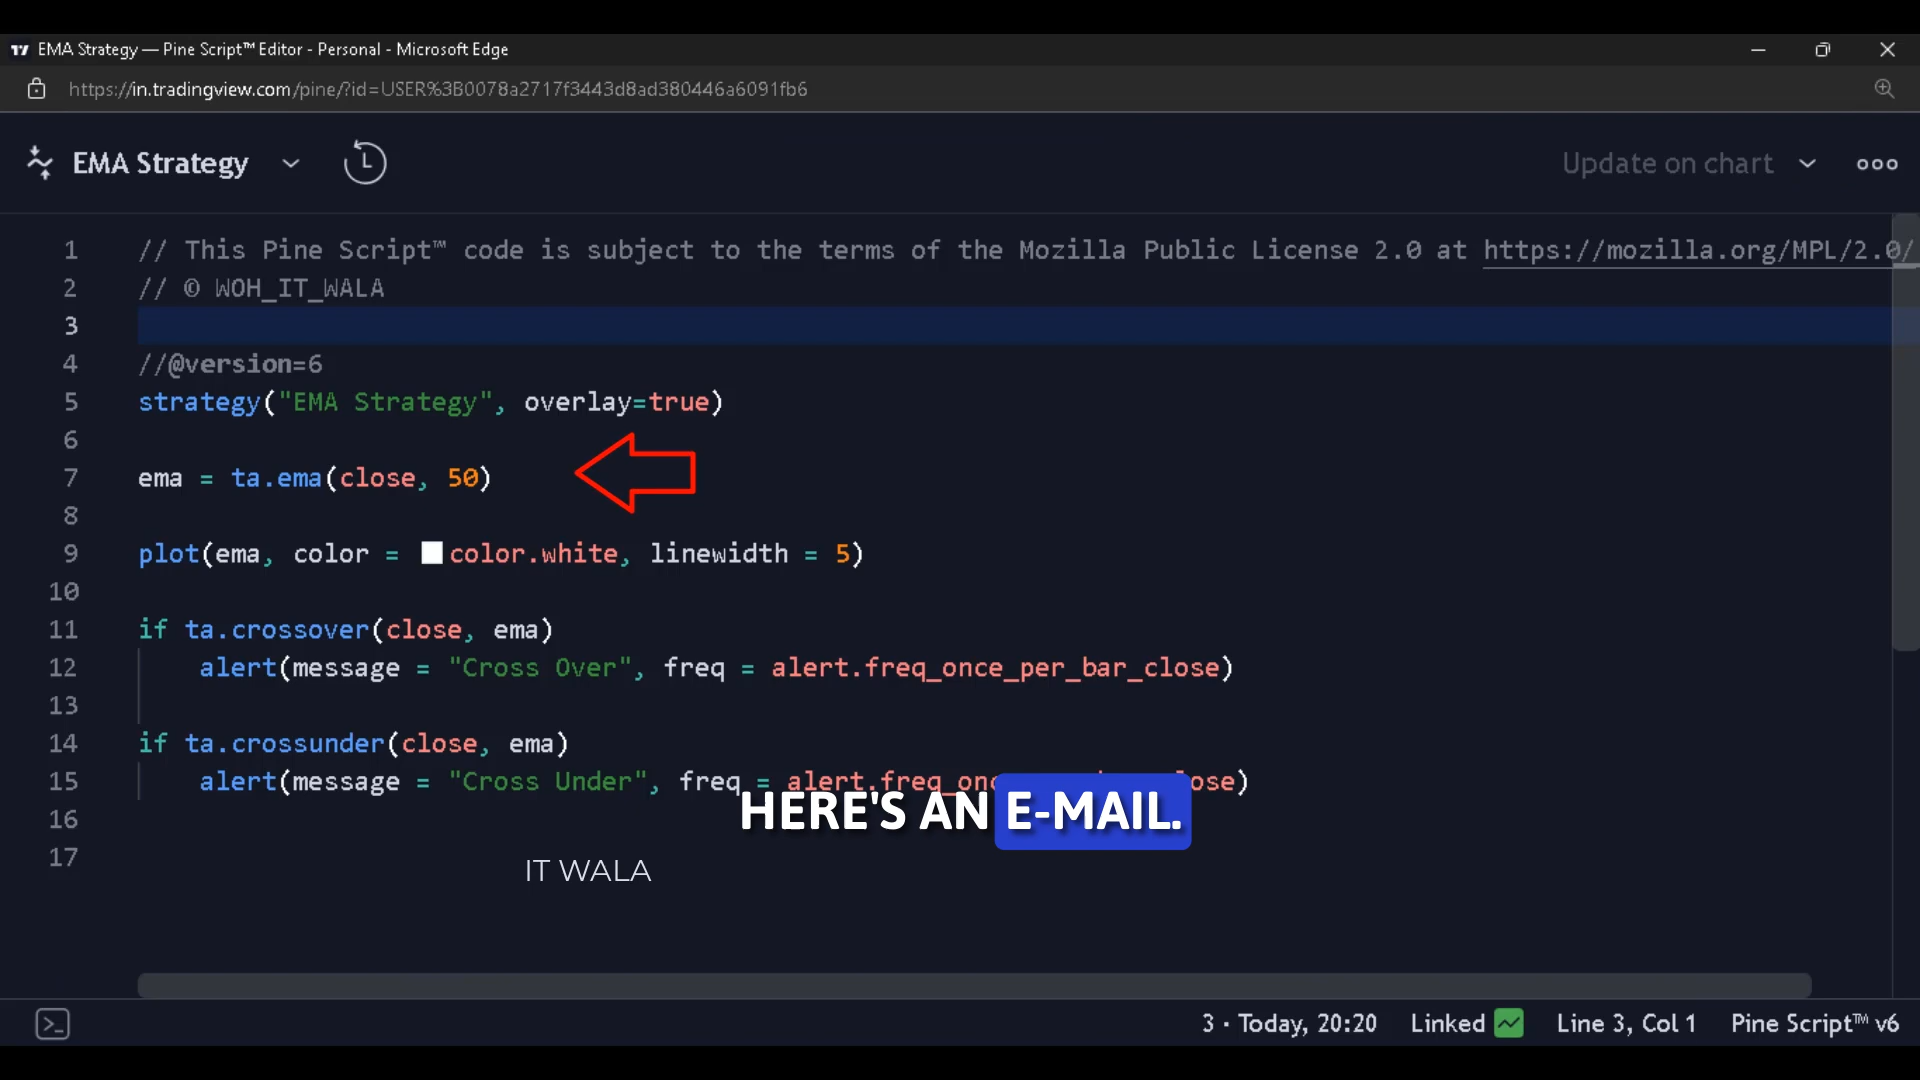 EMA Strategy — Pine Script™ Editor - Personal - Microsoft Edge
https://in.tradingview.com/pine/?id=USER%3B0078a2717f3443d8ad380446a6091fb6
EMA Strategy
Update on chart
1 // This Pine Script™ code is subject to the terms of the Mozilla Public License 2.0 at https://mozilla.org/MPL/2.0/
2 // © WOH_IT_WALA
3
4 //@version=6
5 strategy("EMA Strategy", overlay=true)
6
7 ema = ta.ema(close, 50)
8
9 plot(ema, color = color.white, linewidth = 5)
10
11 if ta.crossover(close, ema)
12 alert(message = "Cross Over", freq = alert.freq_once_per_bar_close)
13
14 if ta.crossunder(close, ema)
15 alert(message = "Cross Under", freq = alert.freq_on ose)
HERE'S AN E-MAIL.
16
17
IT WALA
3 · Today, 20:20 Linked Line 3, Col 1 Pine Script™ v6